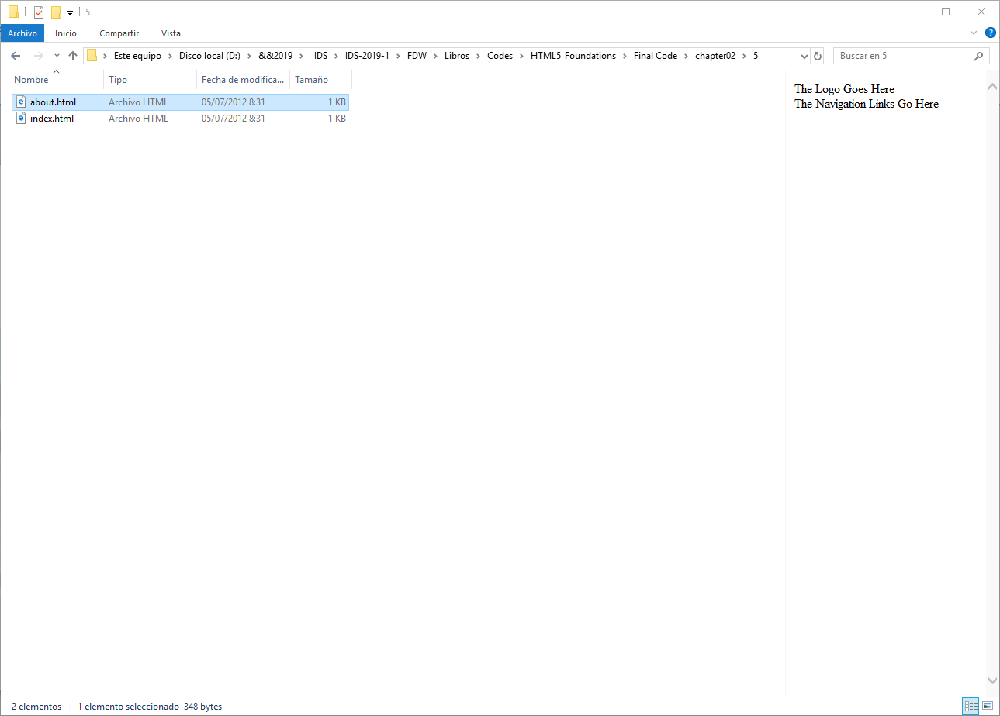 5
Archivo Inicio Compartir Vista
Este equipo Disco local (D:) &&2019 _IDS IDS-2019-1 FDW Libros Codes HTML5_Foundations Final Code chapter02 5 Buscar en 5
Nombre Tipo Fecha de modifica... Tamaño
about.html Archivo HTML 05/07/2012 8:31 1 KB
index.html Archivo HTML 05/07/2012 8:31 1 KB
The Logo Goes Here
The Navigation Links Go Here
2 elementos 1 elemento seleccionado 348 bytes